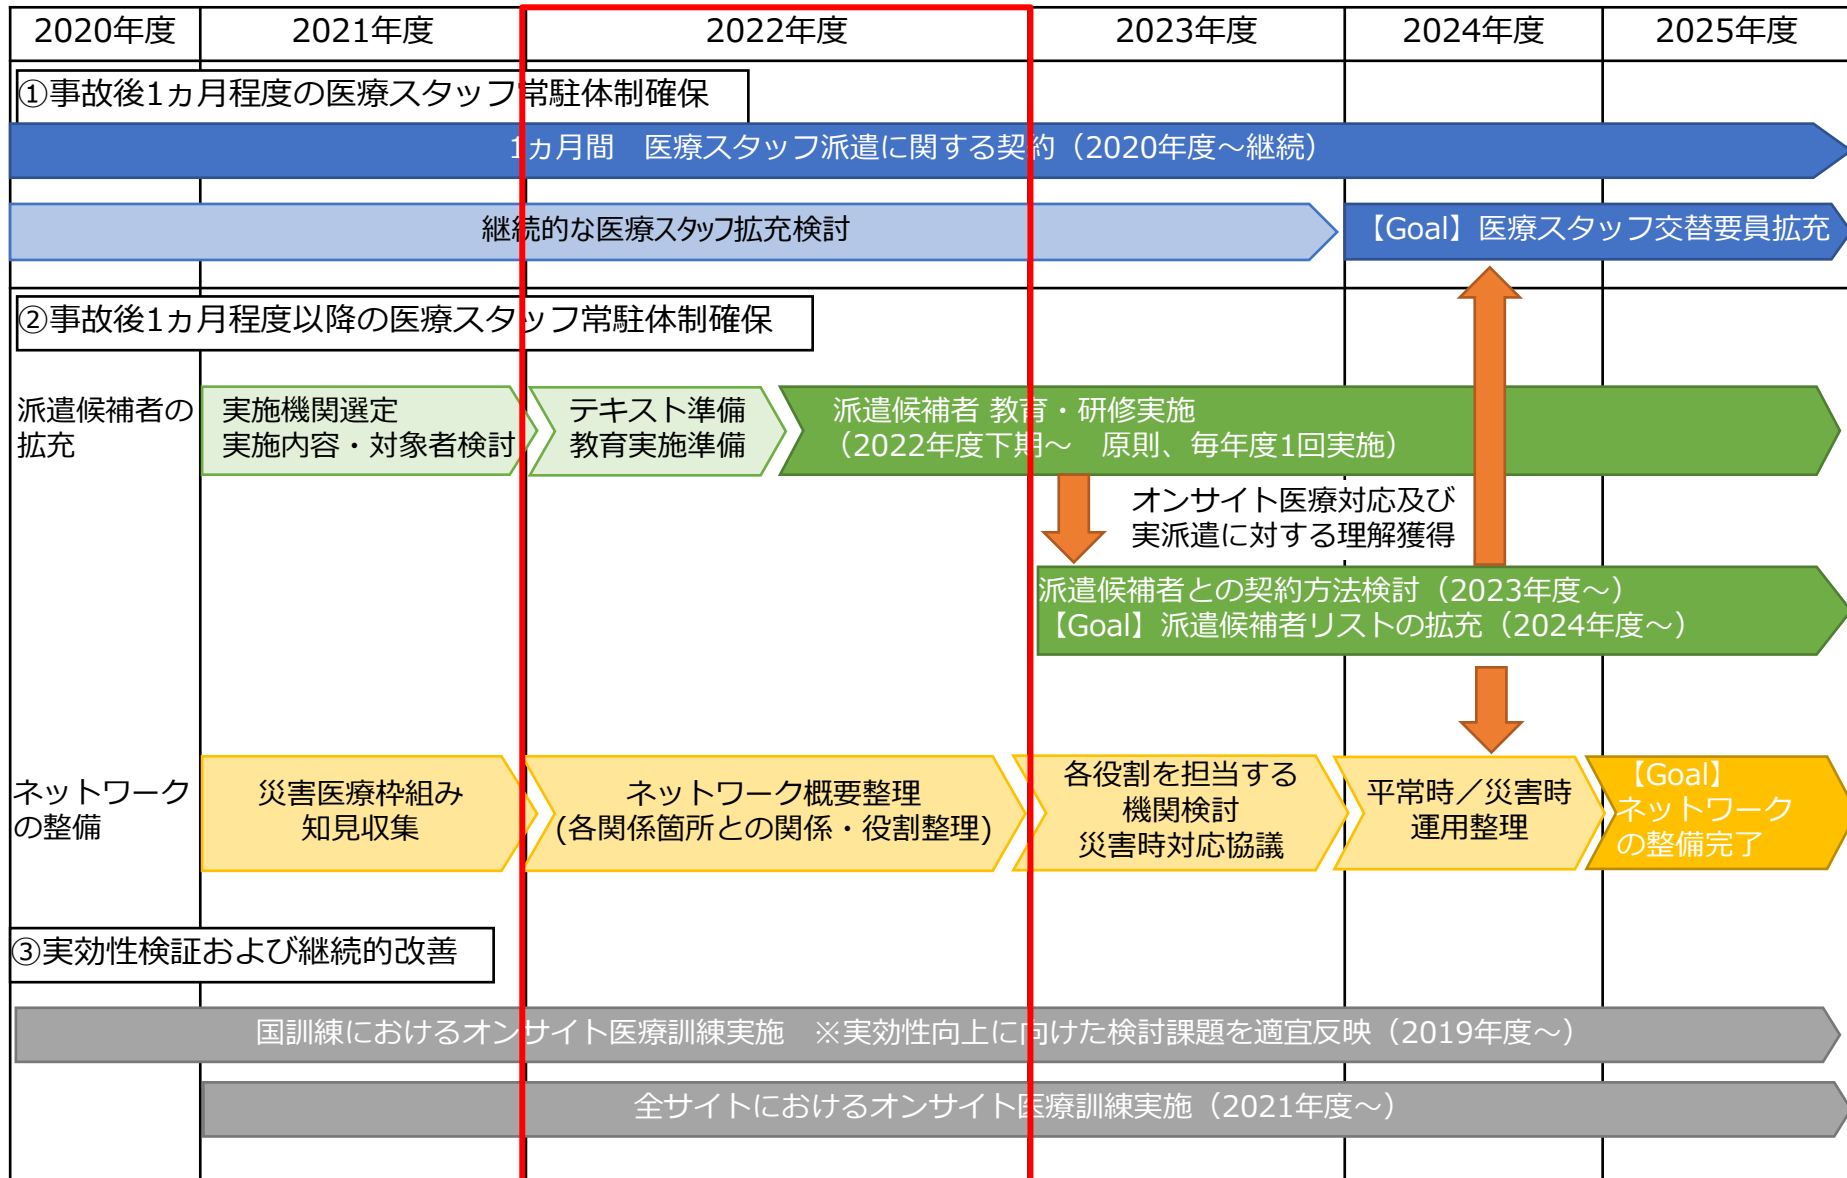 2020年度
2021年度
2022年度
2023年度
2024年度
2025年度
①事故後1ヵ月程度の医療スタッフ常駐体制確保
1ヵ月間　医療スタッフ派遣に関する契約（2020年度～継続）
継続的な医療スタッフ拡充検討
【Goal】医療スタッフ交替要員拡充
②事故後1ヵ月程度以降の医療スタッフ常駐体制確保
派遣候補者の
拡充
実施機関選定
実施内容・対象者検討
テキスト準備
教育実施準備
派遣候補者 教育・研修実施
（2022年度下期～　原則、毎年度1回実施）
オンサイト医療対応及び
実派遣に対する理解獲得
派遣候補者との契約方法検討（2023年度～）
【Goal】派遣候補者リストの拡充（2024年度～）
ネットワーク
の整備
災害医療枠組み
知見収集
ネットワーク概要整理
(各関係箇所との関係・役割整理)
各役割を担当する
機関検討
災害時対応協議
平常時／災害時
運用整理
【Goal】
ネットワーク
の整備完了
③実効性検証および継続的改善
国訓練におけるオンサイト医療訓練実施　※実効性向上に向けた検討課題を適宜反映（2019年度～）
全サイトにおけるオンサイト医療訓練実施（2021年度～）